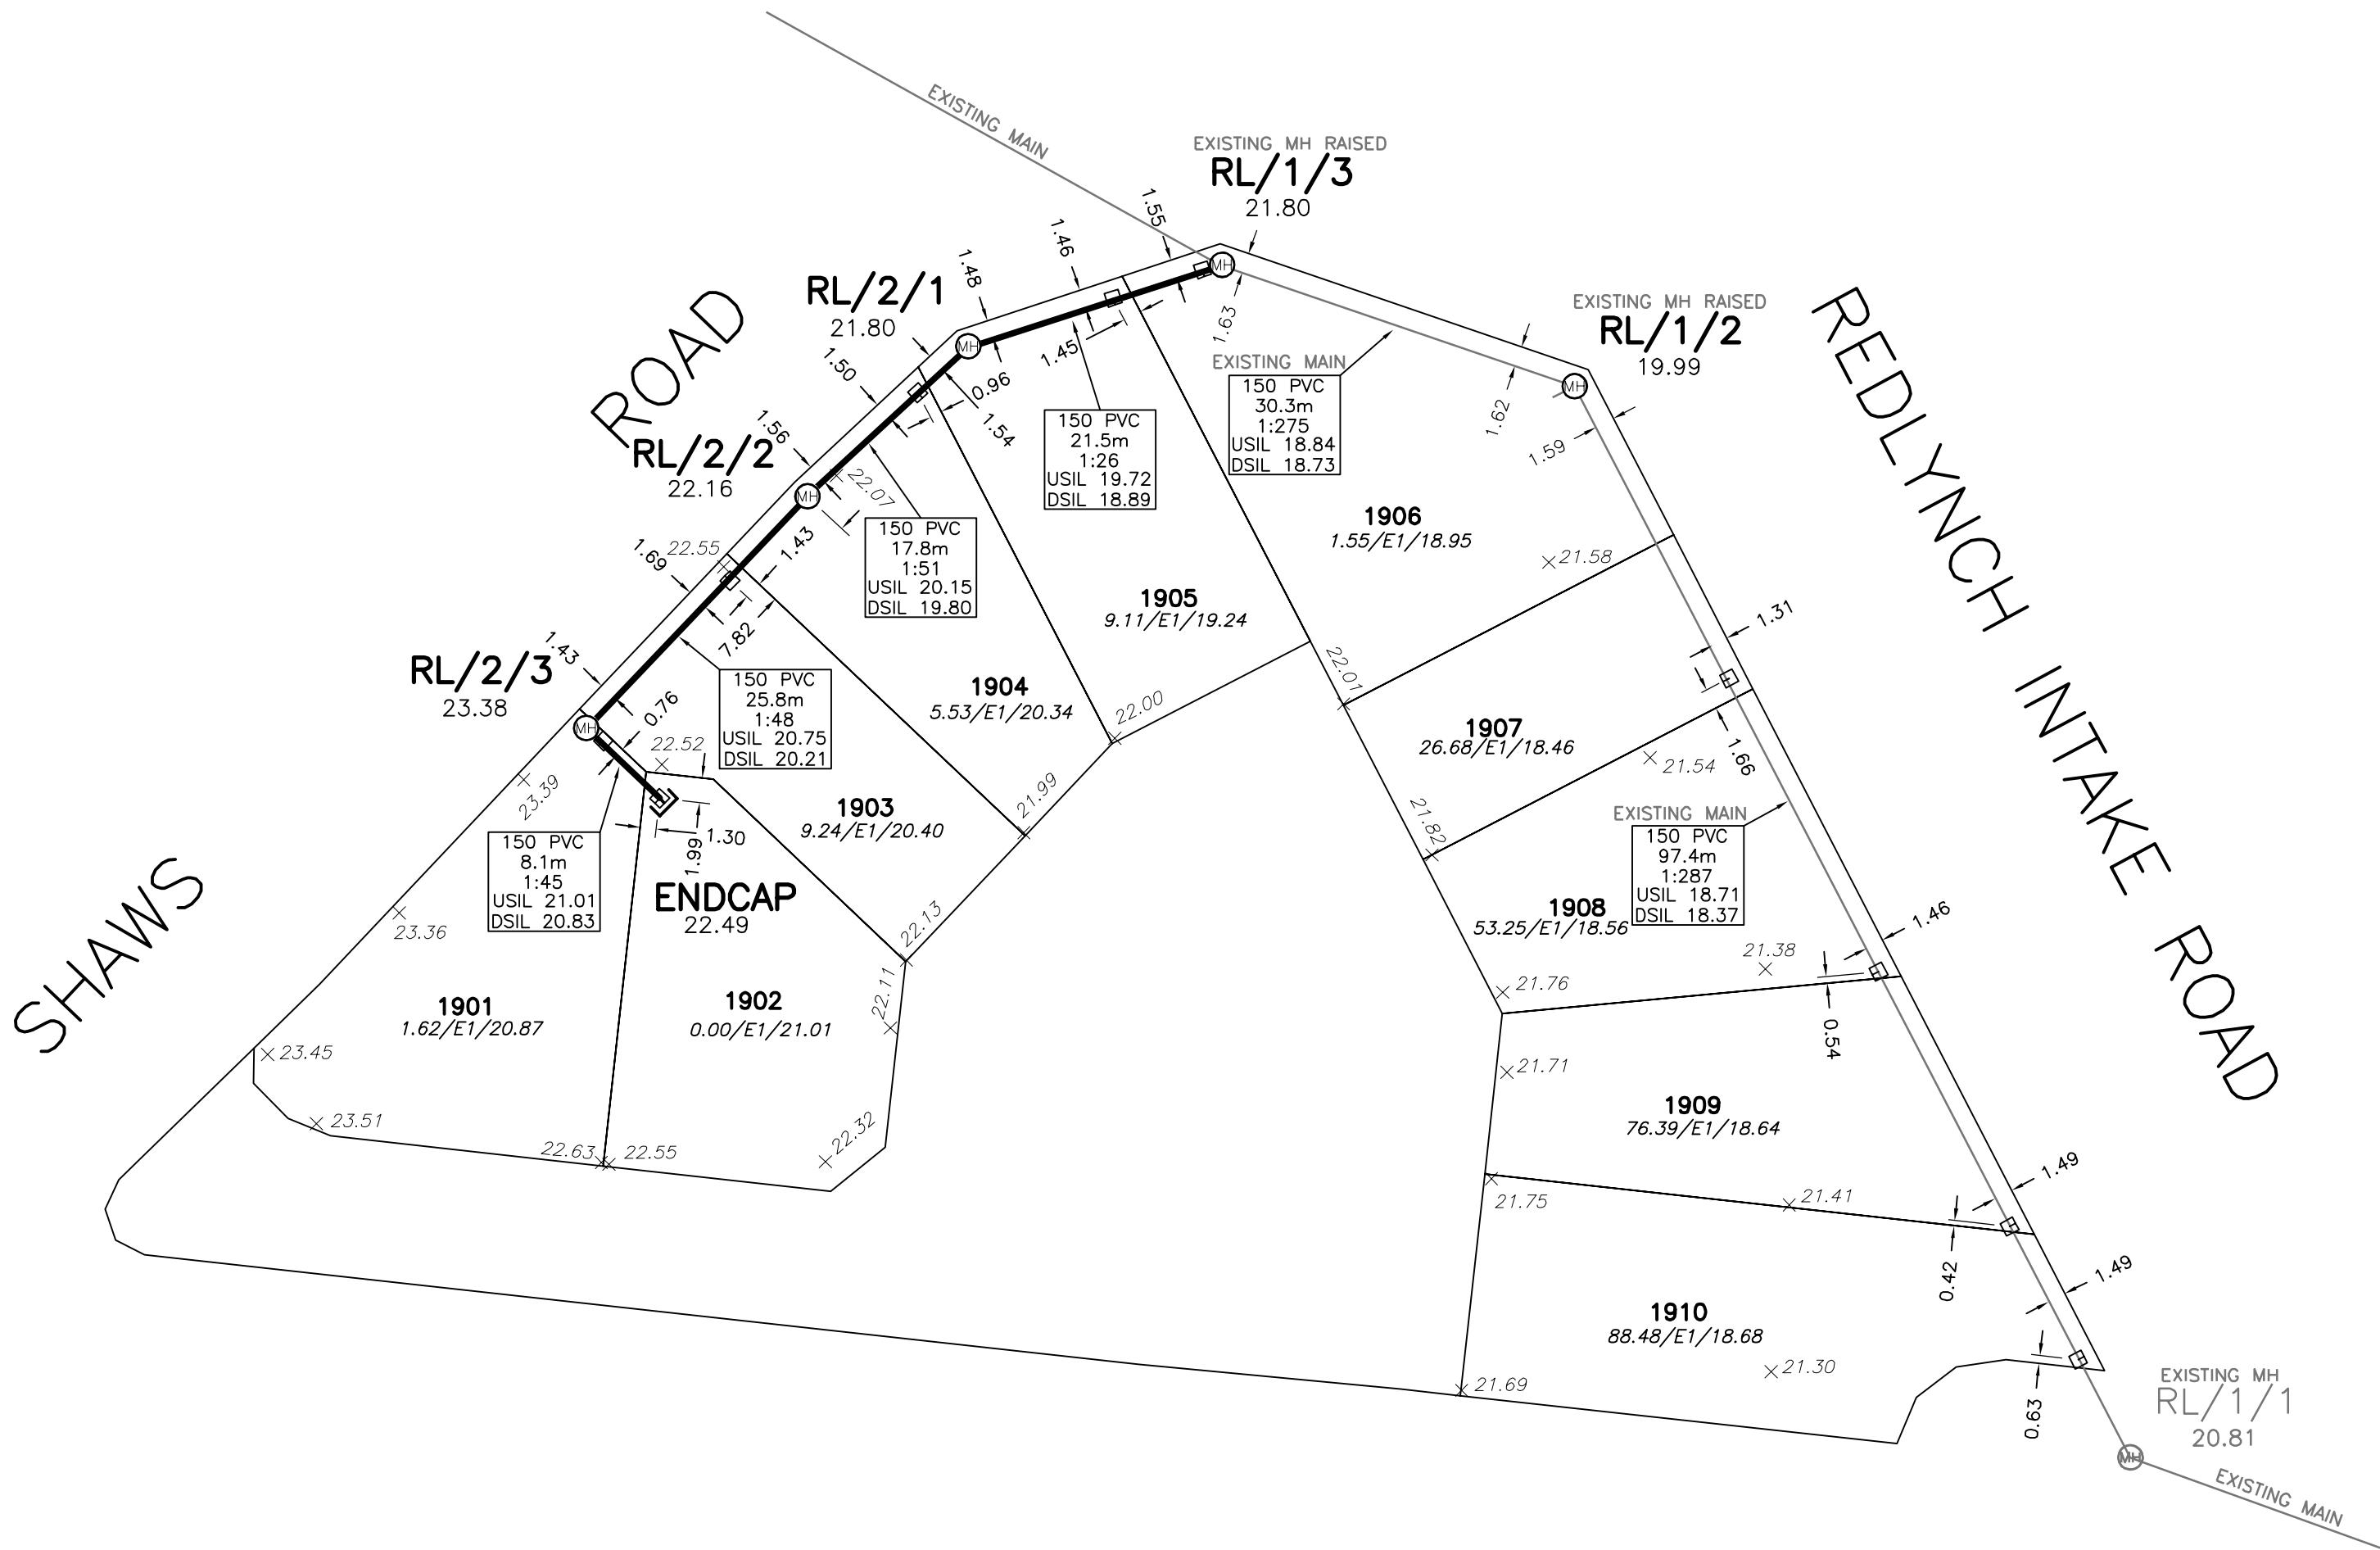 EXISTING MAIN
EXISTING MH RAISED
RL/1/3
21.80
1.55
1.46
1.48
RL/2/1
21.80
EXISTING MH RAISED
RL/1/2
19.99
ROAD
1.50
0.96
1.54
1.45
1.63
EXISTING MAIN
150 PVC
30.3m
1:275
USIL 18.84
DSIL 18.73
1.62
1.59
150 PVC
21.5m
1:26
USIL 19.72
DSIL 18.89
1.56
RL/2/2
22.16
22.07
150 PVC
17.8m
1:51
USIL 20.15
DSIL 19.80
1.43
22.55
1.69
7.82
1906
1.55/E1/18.95
21.58
1905
9.11/E1/19.24
REDLYNCH INTAKE ROAD
1.31
1.43
RL/2/3
23.38
0.76
22.52
150 PVC
25.8m
1:48
USIL 20.75
DSIL 20.21
1904
5.53/E1/20.34
22.00
22.01
1907
26.68/E1/18.46
21.54
1.66
23.39
150 PVC
8.1m
1:45
USIL 21.01
DSIL 20.83
1.30
1.99
1903
9.24/E1/20.40
21.99
21.82
EXISTING MAIN
150 PVC
97.4m
1:287
USIL 18.71
DSIL 18.37
ENDCAP
22.49
22.13
23.36
SHAWS
1908
53.25/E1/18.56
21.38
1.46
1901
1.62/E1/20.87
1902
0.00/E1/21.01
22.11
21.76
0.54
23.45
21.71
23.51
22.63
22.55
22.32
1909
76.39/E1/18.64
1.49
21.75
21.41
0.42
1.49
1910
88.48/E1/18.68
21.30
21.69
0.63
EXISTING MH
RL/1/1
20.81
EXISTING MAIN
MH
MH
MH
MH
MH
MH